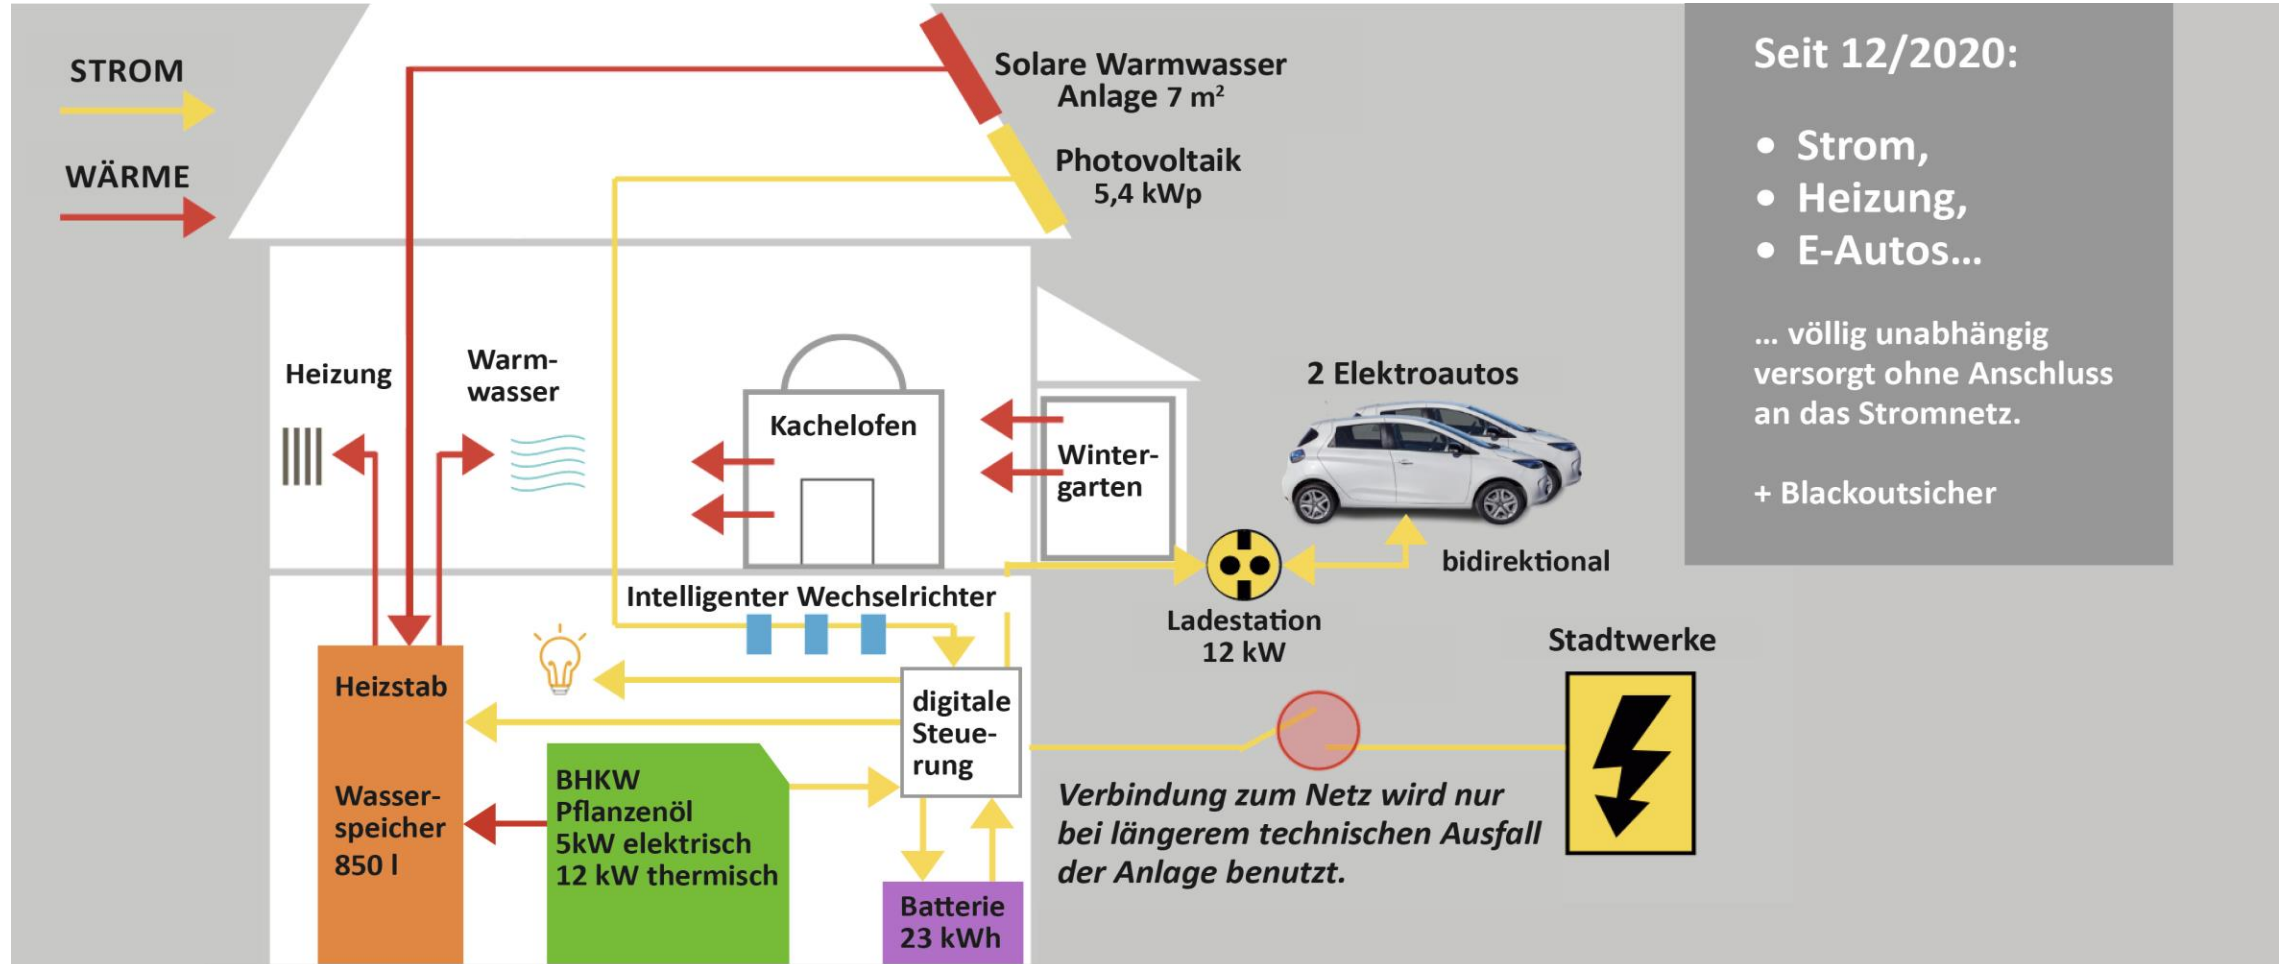 STROM
WÄRME
Solare Warmwasser
Anlage 7 m²
Photovoltaik
5,4 kWp
Seit 12/2020:
• Strom,
• Heizung,
• E-Autos...
... völlig unabhängig
versorgt ohne Anschluss
an das Stromnetz.
+ Blackoutsicher
Heizung
Warm-
wasser
Kachelofen
Winter-
garten
2 Elektroautos
bidirektional
Ladestation
12 kW
Intelligenter Wechselrichter
Stadtwerke
Heizstab
Wasser-
speicher
850 l
BHKW
Pflanzenöl
5kW elektrisch
12 kW thermisch
digitale
Steue-
rung
Batterie
23 kWh
Verbindung zum Netz wird nur
bei längerem technischen Ausfall
der Anlage benutzt.